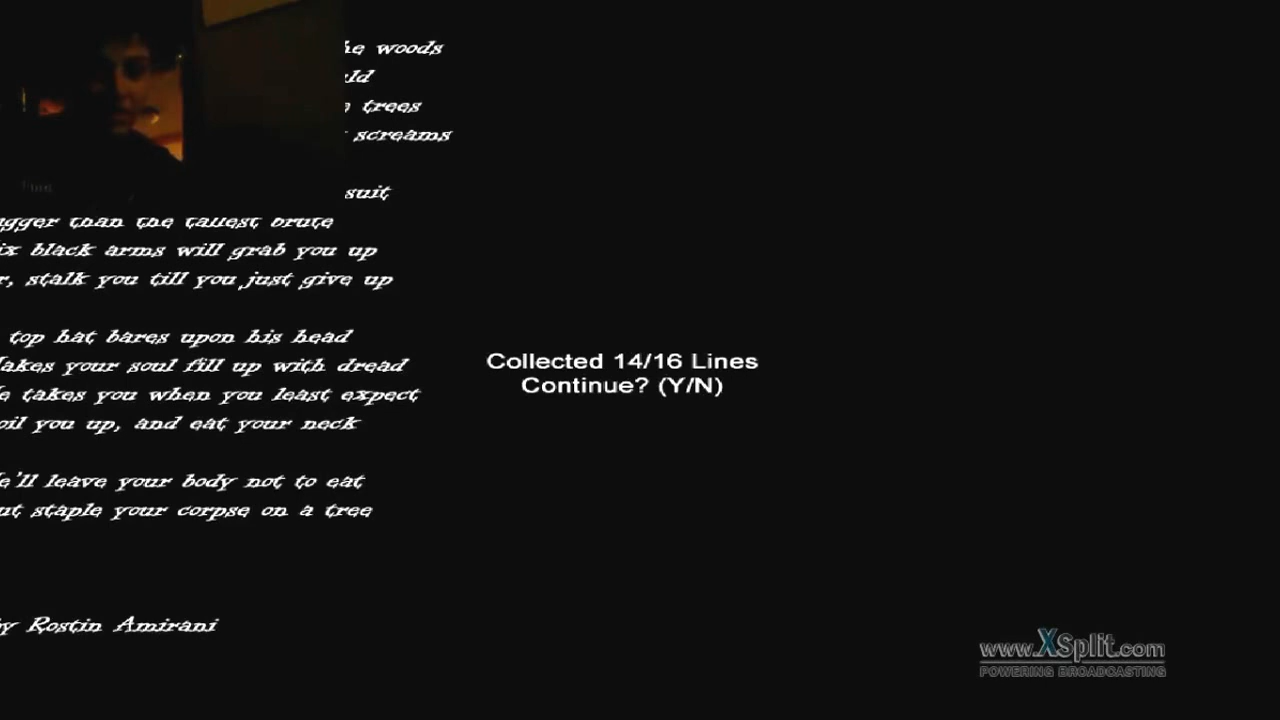 he woods
uld
e trees
screams
suit
igger than the tallest brute
ix black arms will grab you up
r, stalk you till you just give up
top hat bares upon his head
akes your soul fill up with dread
e takes you when you least expect
oil you up, and eat your neck
e'll leave your body not to eat
ut staple your corpse on a tree
Collected 14/16 Lines
Continue? (Y/N)
by Rostin Amirani
www.XSplit.com
POWERING BROADCASTING